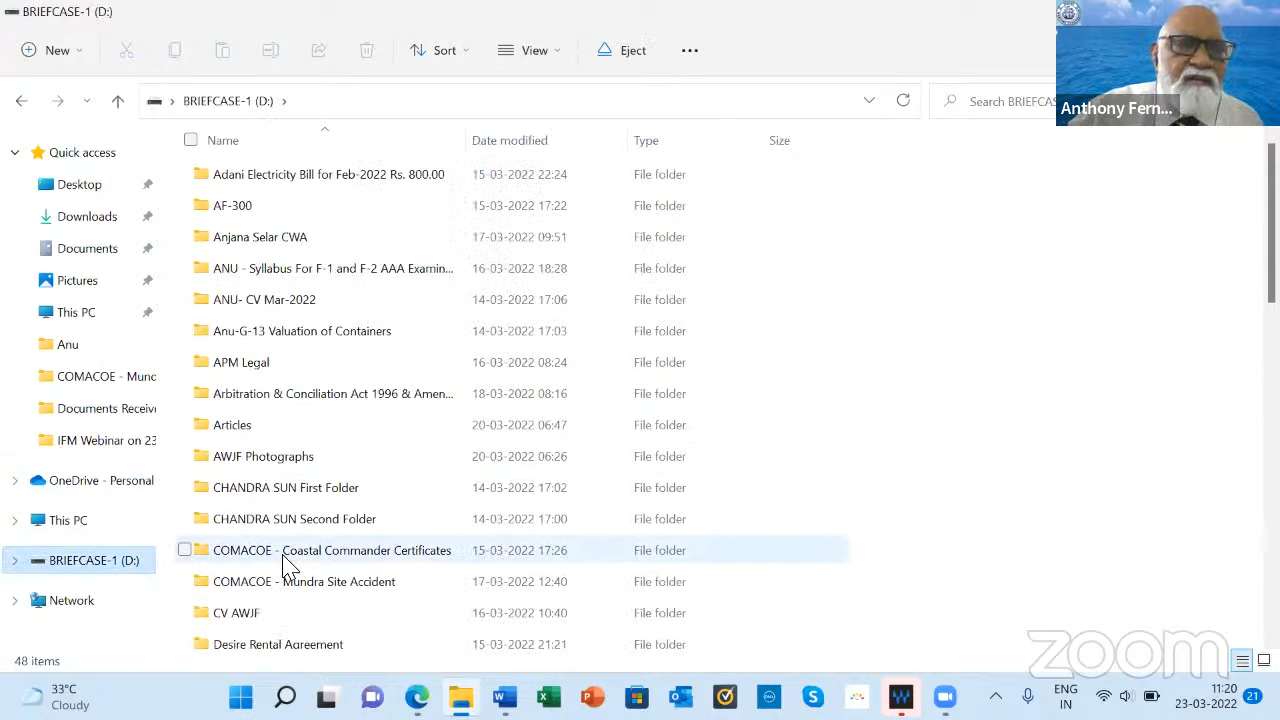 BRIEFCASE-1 (D:)
New
Sort
View
Eject
BRIEFCASE-1 (D:)
Search BRIEFCAS
Anthony Fern...
Name
Date modified
Type
Size
Quick access
Desktop
Downloads
Documents
Pictures
This PC
Anu
COMACOE - Mund
Documents Receive
IFM Webinar on 23
OneDrive - Personal
This PC
BRIEFCASE-1 (D:)
Network
Adani Electricity Bill for Feb-2022 Rs. 800.00 15-03-2022 22:24 File folder
AF-300 15-03-2022 17:22 File folder
Anjana Selar CWA 17-03-2022 09:51 File folder
ANU - Syllabus For F-1 and F-2 AAA Examin... 16-03-2022 18:28 File folder
ANU- CV Mar-2022 14-03-2022 17:06 File folder
Anu-G-13 Valuation of Containers 14-03-2022 17:03 File folder
APM Legal 16-03-2022 08:24 File folder
Arbitration & Conciliation Act 1996 & Amen... 18-03-2022 08:16 File folder
Articles 20-03-2022 06:47 File folder
AWJF Photographs 20-03-2022 06:26 File folder
CHANDRA SUN First Folder 14-03-2022 17:02 File folder
CHANDRA SUN Second Folder 14-03-2022 17:00 File folder
COMACOE - Coastal Commander Certificates 15-03-2022 17:26 File folder
COMACOE - Mundra Site Accident 17-03-2022 12:40 File folder
CV AWJF 16-03-2022 10:40 File folder
Desire Rental Agreement 15-03-2022 21:21 File folder
48 items
zoom
33°C
Cloudy
ENG
IN
11:20
23-03-2022
21